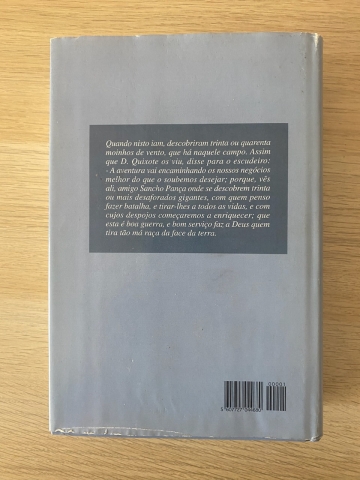 Quando nisto iam, descobriram trinta ou quarenta
moinhos de vento, que há naquele campo. Assim
que D. Quixote os viu, disse para o escudeiro:
- A aventura vai encaminhando os nossos negócios
melhor do que o soubemos desejar; porque, vês
ali, amigo Sancho Pança onde se descobrem trinta
ou mais desaforados gigantes, com quem penso
fazer batalha, e tirar-lhes a todos as vidas, e com
cujos despojos começaremos a enriquecer; que
esta é boa guerra, e bom serviço faz a Deus quem
tira tão má raça da face da terra.
00001